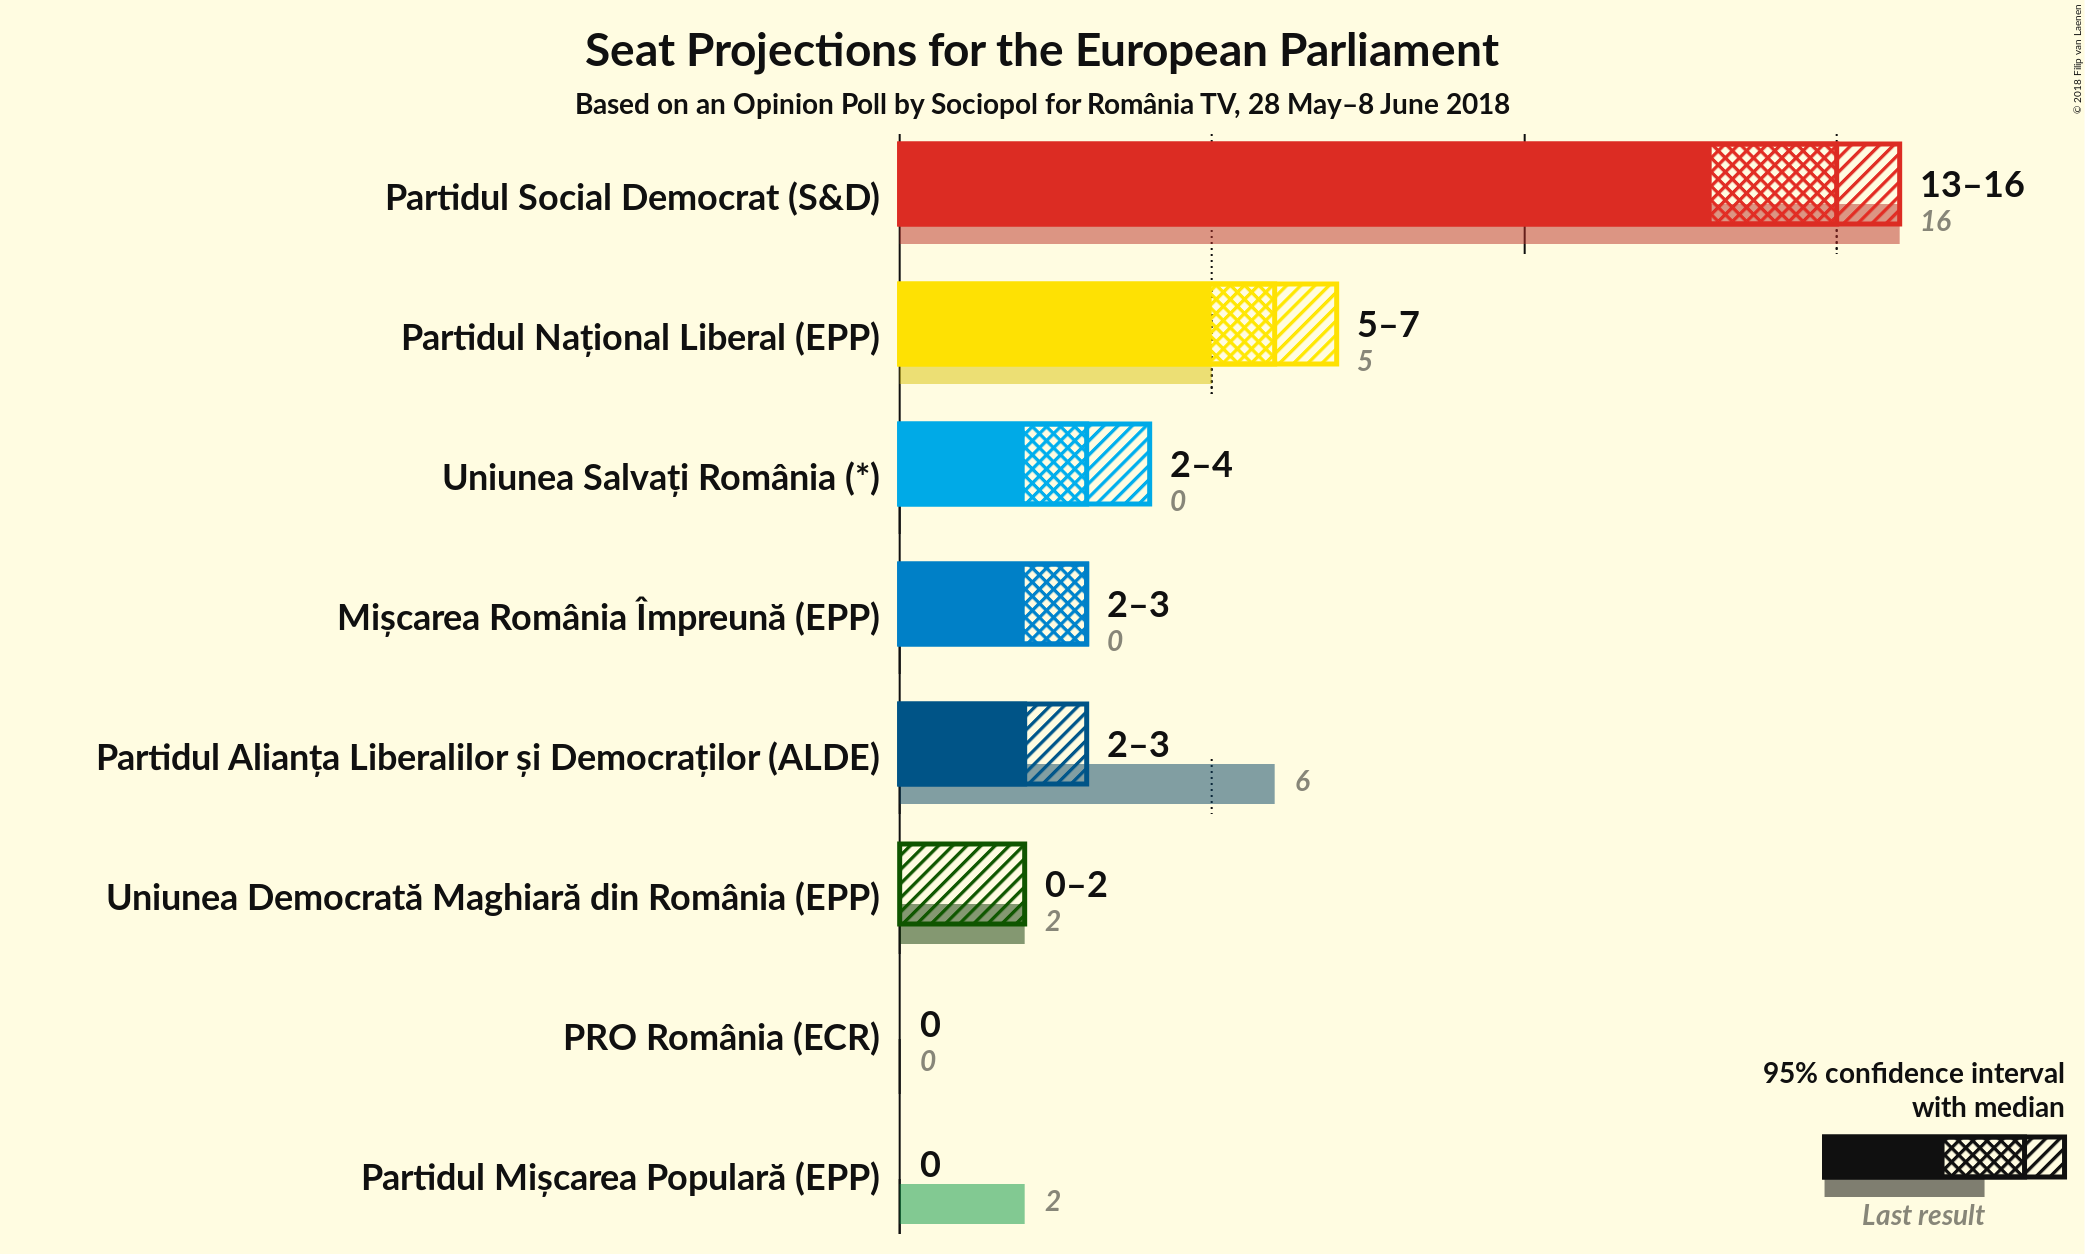 Seat Projections for the European Parliament
Based on an Opinion Poll by Sociopol for România TV, 28 May–8 June 2018
© 2018 Filip van Laenen
Partidul Social Democrat (S&D)
13–16
16
Partidul Național Liberal (EPP)
5–7
5
Uniunea Salvați România (*)
2–4
0
Mișcarea România Împreună (EPP)
2–3
0
Partidul Alianța Liberalilor și Democraților (ALDE)
2–3
6
Uniunea Democrată Maghiară din România (EPP)
0–2
2
PRO România (ECR)
0
0
Partidul Mișcarea Populară (EPP)
0
2
95% confidence interval
with median
Last result